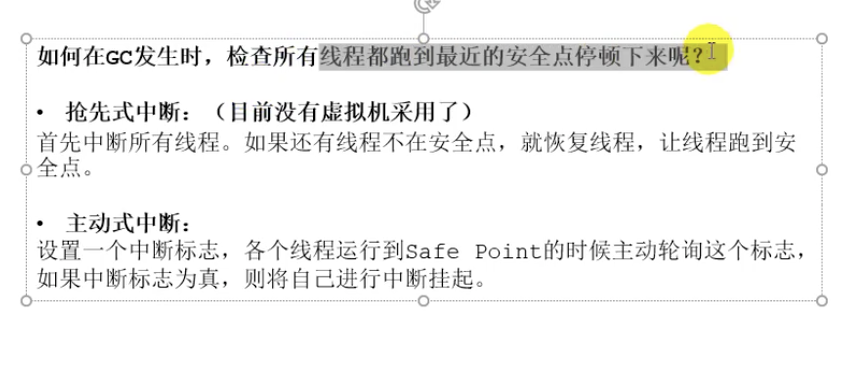 如何在GC发生时，检查所有线程都跑到最近的安全点停顿下来呢？
• 抢先式中断：（目前没有虚拟机采用了）
首先中断所有线程。如果还有线程不在安全点，就恢复线程，让线程跑到安
全点。
• 主动式中断：
设置一个中断标志，各个线程运行到Safe Point的时候主动轮询这个标志，
如果中断标志为真，则将自己进行中断挂起。